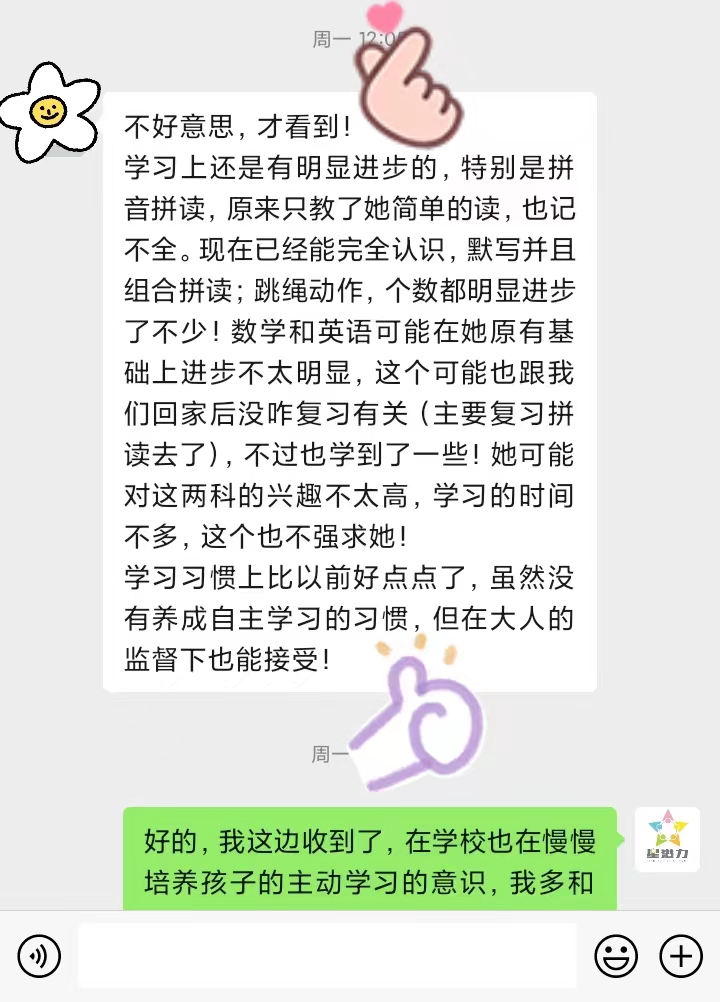 周一 12:0
不好意思，才看到！
学习上还是有明显进步的，特别是拼
音拼读，原来只教了她简单的读，也记
不全。现在已经能完全认识，默写并且
组合拼读；跳绳动作，个数都明显进步
了不少！数学和英语可能在她原有基
础上进步不太明显，这个可能也跟我
们回家后没咋复习有关（主要复习拼
读去了），不过也学到了一些！她可能
对这两科的兴趣不太高，学习的时间
不多，这个也不强求她！
学习习惯上比以前好点点了，虽然没
有养成自主学习的习惯，但在大人的
监督下也能接受！
周一
好的，我这边收到了，在学校也在慢慢
培养孩子的主动学习的意识，我多和
星潜力